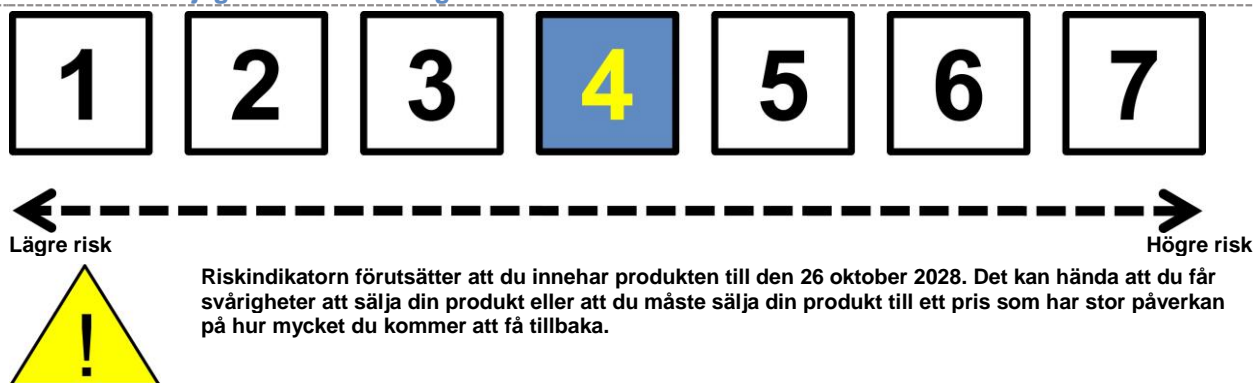 1 2 3 4 5 6 7
Lägre risk Högre risk
Riskindikatorn förutsätter att du innehar produkten till den 26 oktober 2028. Det kan hända att du får
svårigheter att sälja din produkt eller att du måste sälja din produkt till ett pris som har stor påverkan
på hur mycket du kommer att få tillbaka.
!